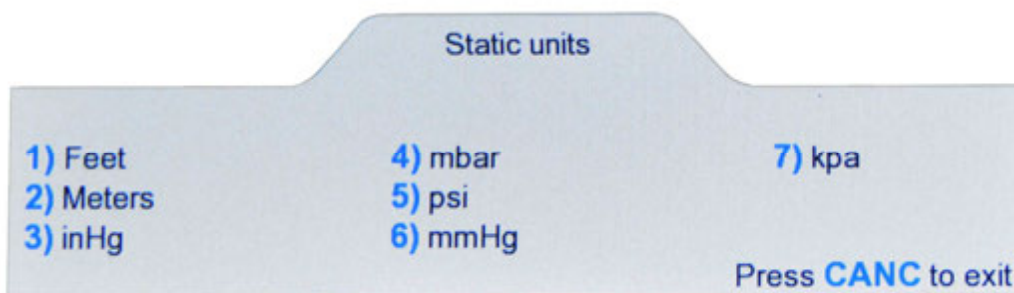 Static units
1) Feet
2) Meters
3) inHg
4) mbar
5) psi
6) mmHg
7) kpa
Press CANC to exit